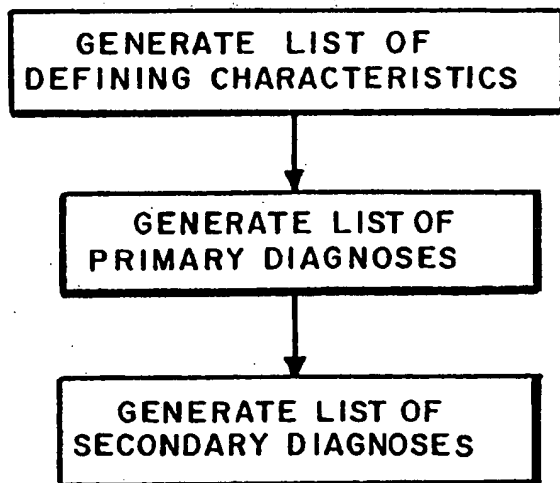 GENERATE LIST OF
DEFINING CHARACTERISTICS
GENERATE LIST OF
PRIMARY DIAGNOSES
GENERATE LIST OF
SECONDARY DIAGNOSES